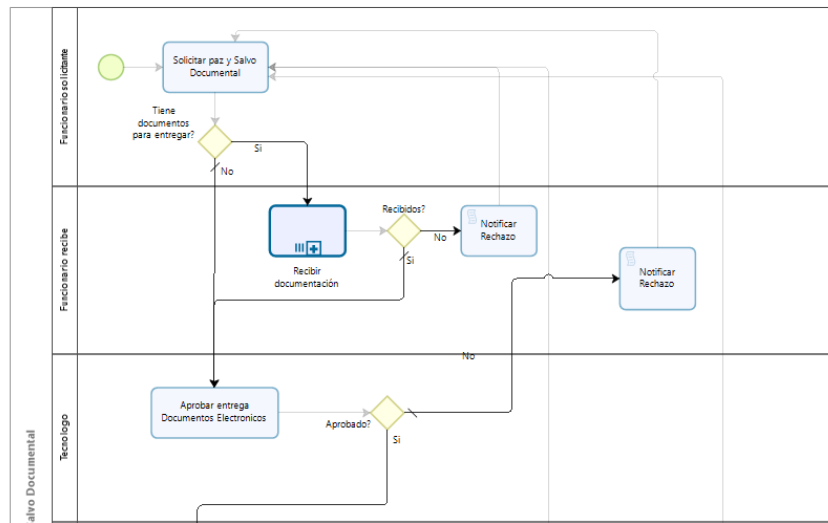 Funcionario solicitante
Solicitar paz y Salvo
Documental
Tiene
documentos
para entregar?
Si
No
Funcionario recibe
Recibir
documentación
Recibidos?
No
Si
Notificar
Rechazo
Notificar
Rechazo
No
Tecnologo
Aprobar entrega
Documentos Electronicos
Aprobado?
Si
alvo Documental